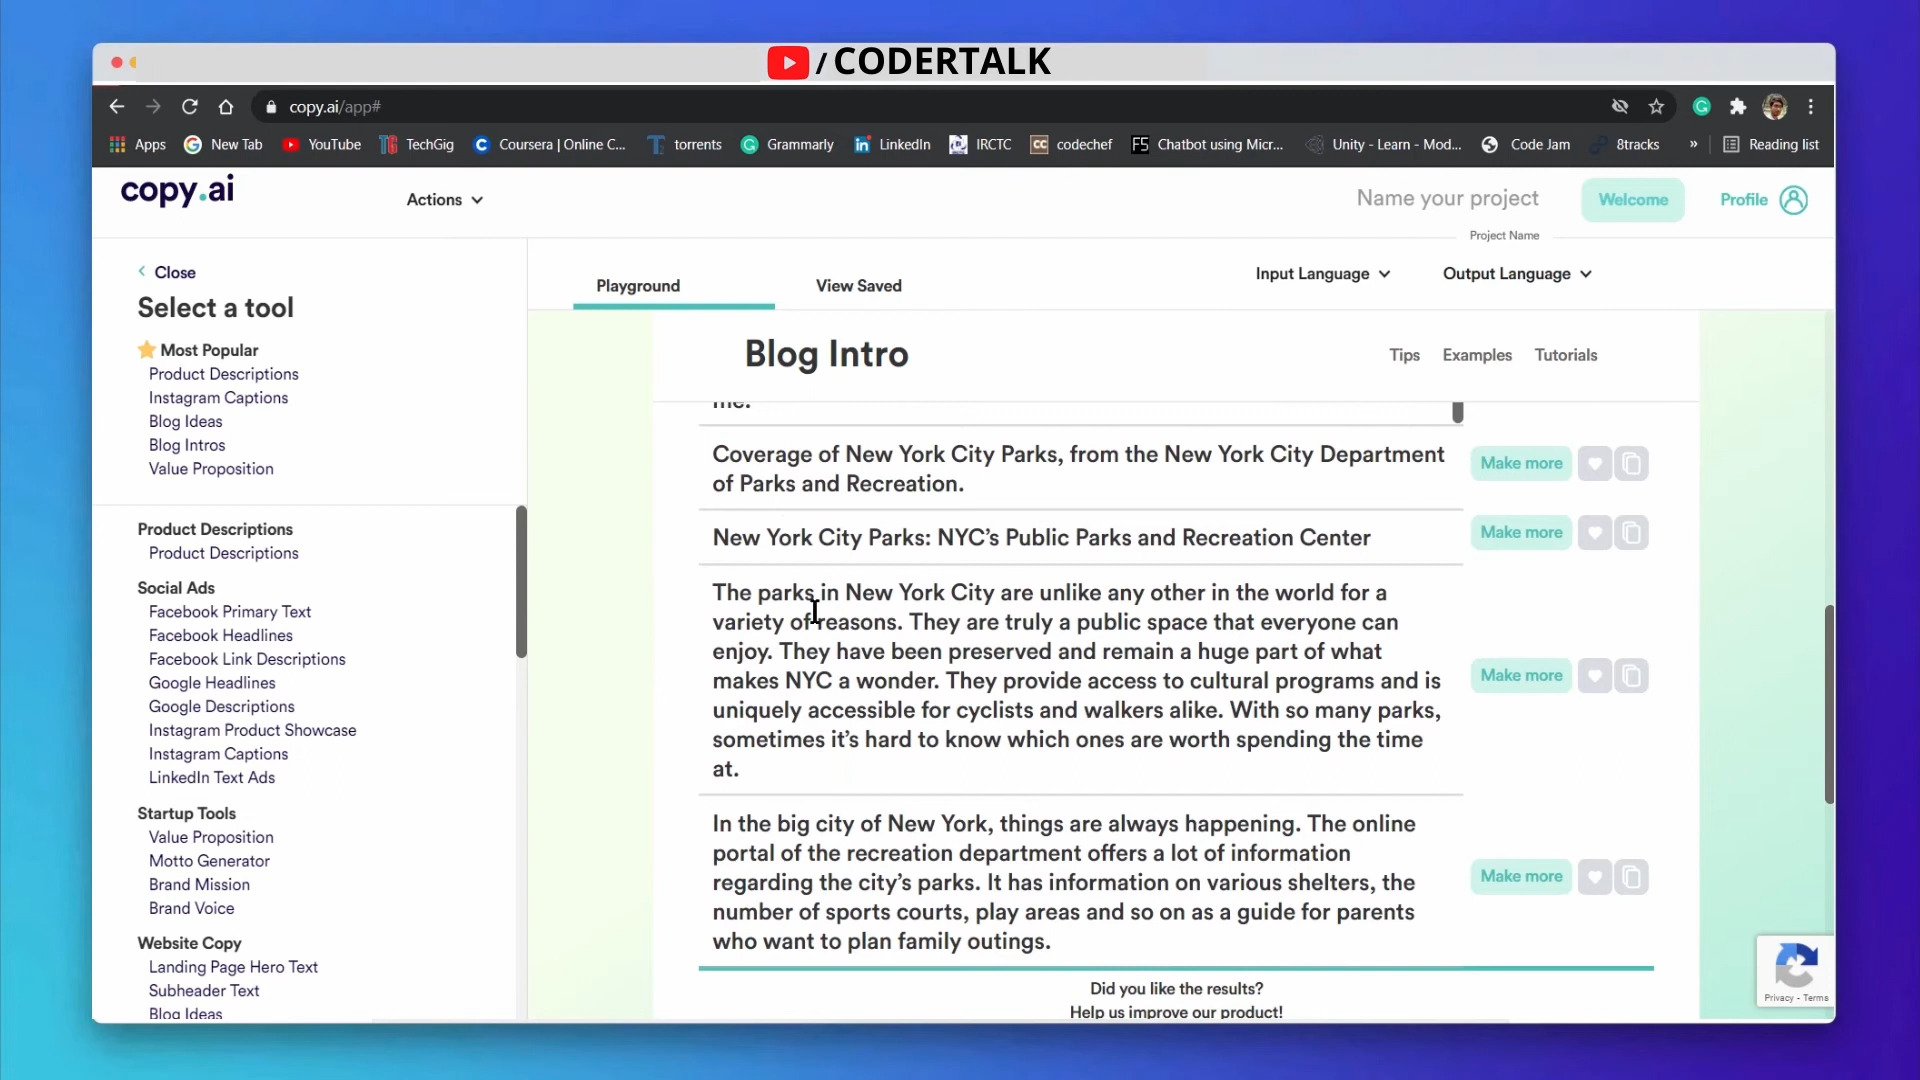 / CODERTALK
copy.ai/app#
Apps
New Tab
YouTube
TechGig
Coursera | Online C...
torrents
Grammarly
LinkedIn
IRCTC
codechef
Chatbot using Micr...
Unity - Learn - Mod...
Code Jam
8tracks
»
Reading list
copy.ai
Actions
Name your project
Project Name
Welcome
Profile
Close
Select a tool
Most Popular
Product Descriptions
Instagram Captions
Blog Ideas
Blog Intros
Value Proposition
Product Descriptions
Product Descriptions
Social Ads
Facebook Primary Text
Facebook Headlines
Facebook Link Descriptions
Google Headlines
Google Descriptions
Instagram Product Showcase
Instagram Captions
LinkedIn Text Ads
Startup Tools
Value Proposition
Motto Generator
Brand Mission
Brand Voice
Website Copy
Landing Page Hero Text
Subheader Text
Blog Ideas
Playground
View Saved
Input Language
Output Language
Blog Intro
Tips
Examples
Tutorials
me.
Coverage of New York City Parks, from the New York City Department
of Parks and Recreation.
Make more
New York City Parks: NYC's Public Parks and Recreation Center
Make more
The parks in New York City are unlike any other in the world for a
variety of reasons. They are truly a public space that everyone can
enjoy. They have been preserved and remain a huge part of what
makes NYC a wonder. They provide access to cultural programs and is
uniquely accessible for cyclists and walkers alike. With so many parks,
sometimes it's hard to know which ones are worth spending the time
at.
Make more
In the big city of New York, things are always happening. The online
portal of the recreation department offers a lot of information
regarding the city's parks. It has information on various shelters, the
number of sports courts, play areas and so on as a guide for parents
who want to plan family outings.
Make more
Did you like the results?
Help us improve our product!
Privacy - Terms